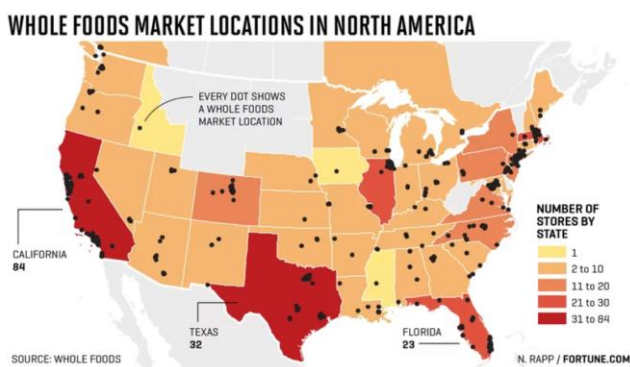 WHOLE FOODS MARKET LOCATIONS IN NORTH AMERICA
EVERY DOT SHOWS
A WHOLE FOODS
MARKET LOCATION
CALIFORNIA
84
TEXAS
32
FLORIDA
23
NUMBER OF
STORES BY
STATE
1
2 to 10
11 to 20
21 to 30
31 to 84
SOURCE: WHOLE FOODS
N. RAPP / FORTUNE.COM